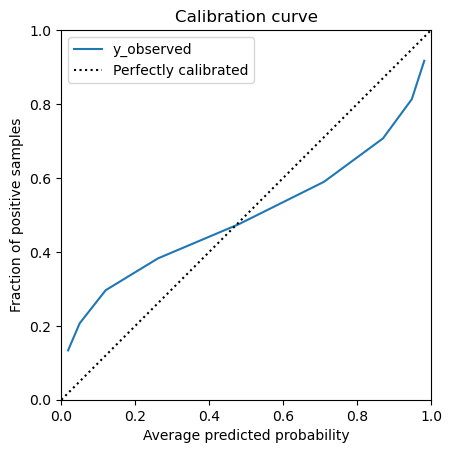 Calibration curve
y_observed
Perfectly calibrated
1.0
0.8
0.6
0.4
0.2
0.0
Fraction of positive samples
0.0 0.2 0.4 0.6 0.8 1.0
Average predicted probability